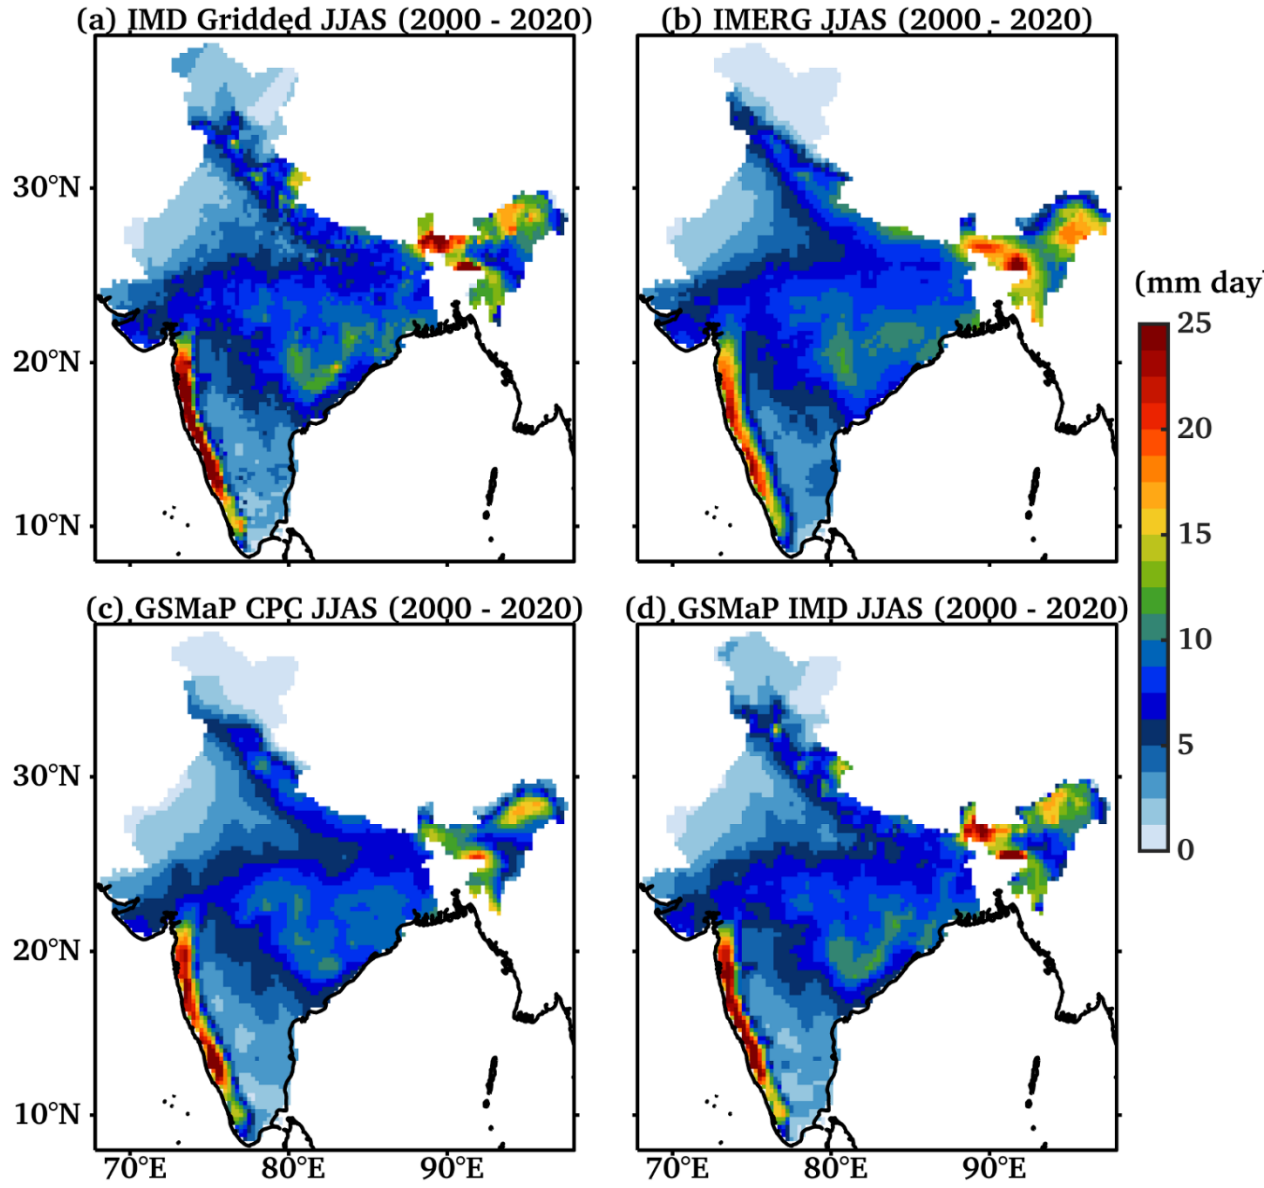 (a) IMD Gridded JJAS (2000 - 2020)
(b) IMERG JJAS (2000 - 2020)
30°N
20°N
10°N
(mm day
25
20
15
10
5
0
(c) GSMaP CPC JJAS (2000 - 2020)
(d) GSMaP IMD JJAS (2000 - 2020)
30°N
20°N
10°N
70°E
80°E
90°E
70°E
80°E
90°E